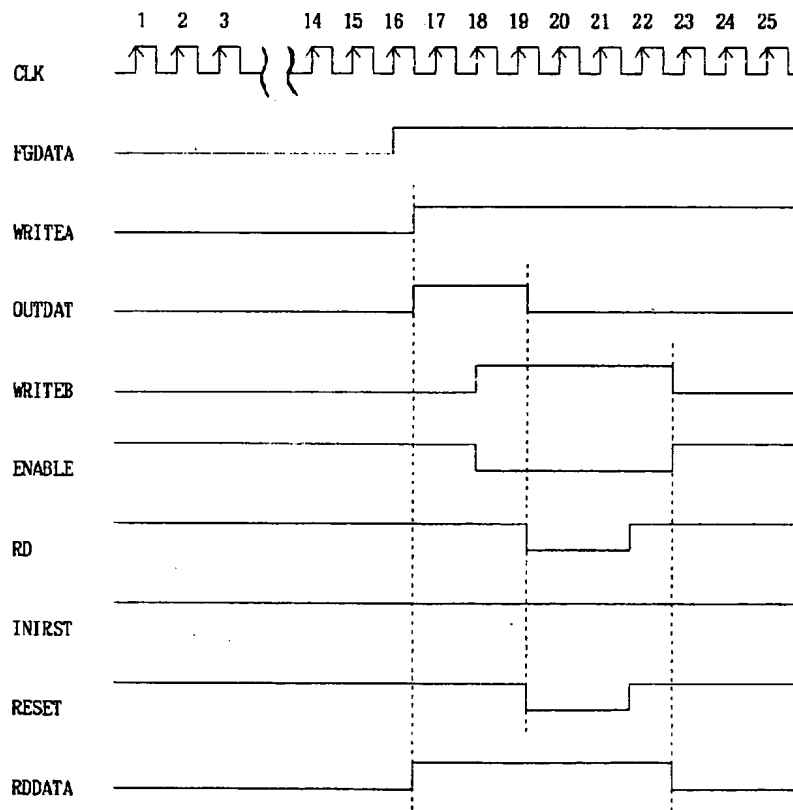 1 2 3 14 15 16 17 18 19 20 21 22 23 24 25
CLK
FGDATA
WRITEA
OUTDAT
WRITEB
ENABLE
RD
INIRST
RESET
RDDATA